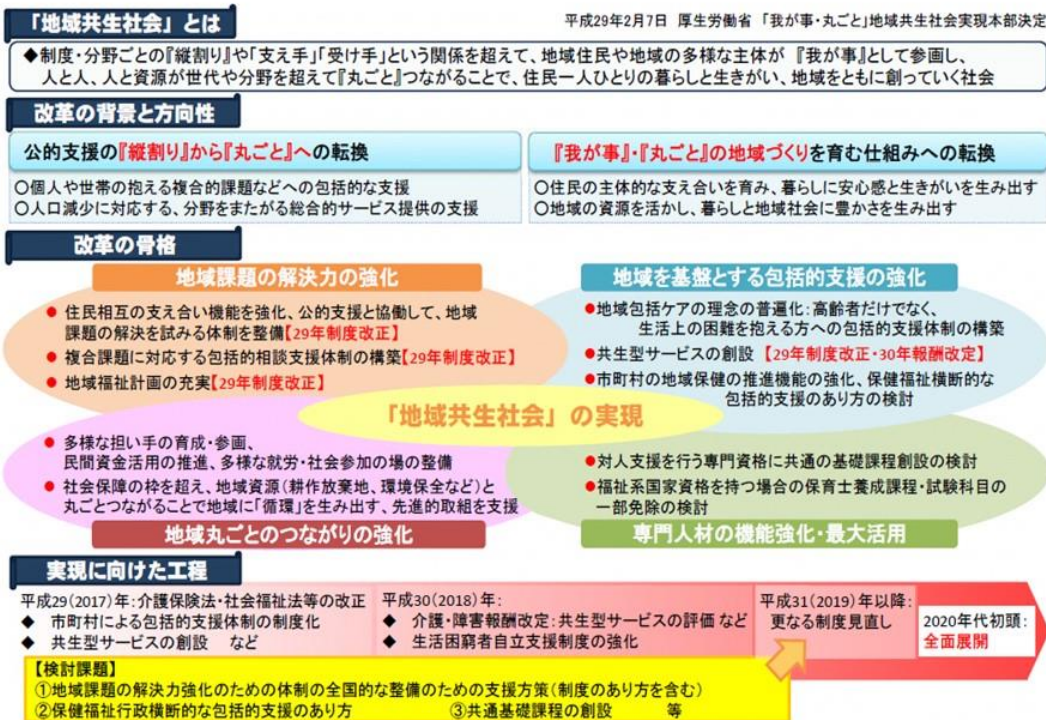 「地域共生社会」とは
平成29年2月7日 厚生労働省 「我が事・丸ごと」地域共生社会実現本部決定
◆制度・分野ごとの『縦割り』や「支え手」「受け手」という関係を超えて、地域住民や地域の多様な主体が 『我が事』として参画し、
人と人、人と資源が世代や分野を超えて『丸ごと』つながることで、住民一人ひとりの暮らしと生きがい、地域をともに創っていく社会
改革の背景と方向性
公的支援の『縦割り』から『丸ごと』への転換
○個人や世帯の抱える複合的課題などへの包括的な支援
○人口減少に対応する、分野をまたがる総合的サービス提供の支援
『我が事』・『丸ごと』の地域づくりを育む仕組みへの転換
○住民の主体的な支え合いを育み、暮らしに安心感と生きがいを生み出す
○地域の資源を活かし、暮らしと地域社会に豊かさを生み出す
改革の骨格
地域課題の解決力の強化
● 住民相互の支え合い機能を強化、公的支援と協働して、地域
課題の解決を試みる体制を整備【29年制度改正】
● 複合課題に対応する包括的相談支援体制の構築【29年制度改正】
● 地域福祉計画の充実【29年制度改正】
地域を基盤とする包括的支援の強化
●地域包括ケアの理念の普遍化：高齢者だけでなく、
生活上の困難を抱える方への包括的支援体制の構築
●共生型サービスの創設 【29年制度改正・30年報酬改定】
●市町村の地域保健の推進機能の強化、保健福祉横断的な
包括的支援のあり方の検討
「地域共生社会」の実現
● 多様な担い手の育成・参画、
民間資金活用の推進、多様な就労・社会参加の場の整備
● 社会保障の枠を超え、地域資源（耕作放棄地、環境保全など）と
丸ごとつながることで地域に「循環」を生み出す、先進的取組を支援
地域丸ごとのつながりの強化
●対人支援を行う専門資格に共通の基礎課程創設の検討
●福祉系国家資格を持つ場合の保育士養成課程・試験科目の
一部免除の検討
専門人材の機能強化・最大活用
実現に向けた工程
平成29（2017）年：介護保険法・社会福祉法等の改正
◆ 市町村による包括的支援体制の制度化
◆ 共生型サービスの創設 など
平成30（2018）年：
◆ 介護・障害報酬改定：共生型サービスの評価 など
◆ 生活困窮者自立支援制度の強化
平成31（2019）年以降：
更なる制度見直し
2020年代初頭：
全面展開
【検討課題】
①地域課題の解決力強化のための体制の全国的な整備のための支援方策（制度のあり方を含む）
②保健福祉行政横断的な包括的支援のあり方 ③共通基礎課程の創設 等